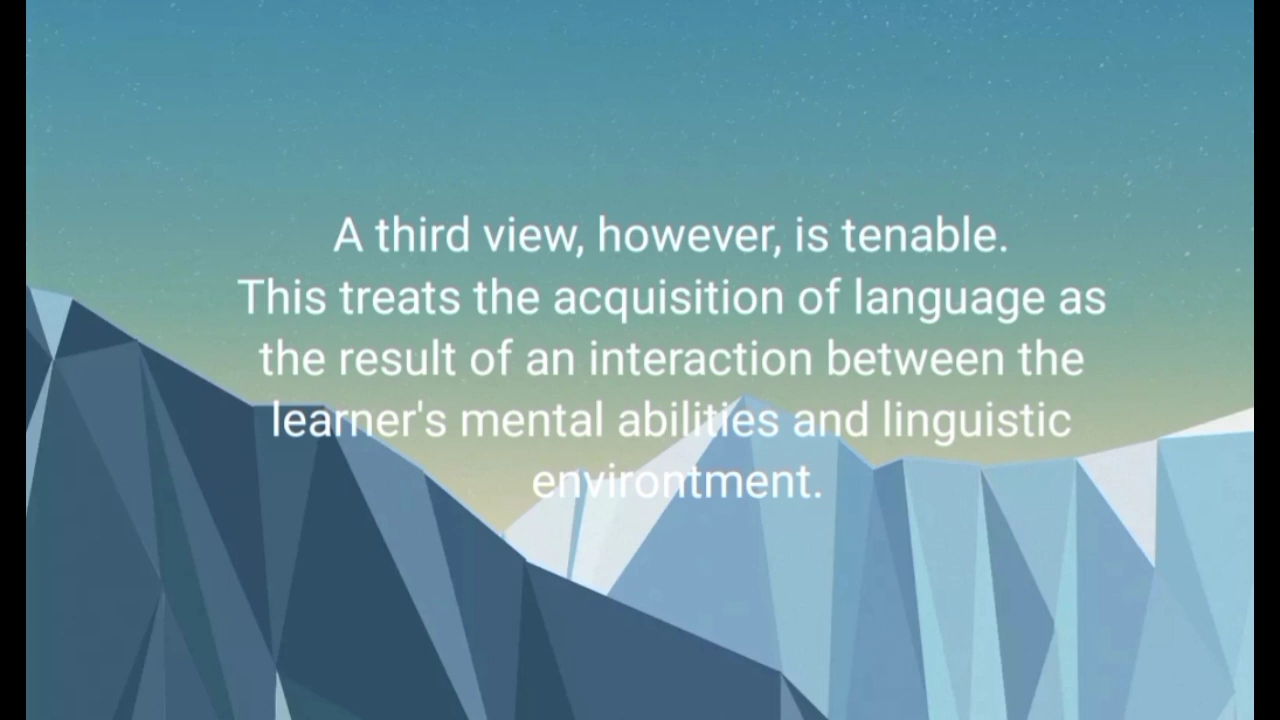 A third view, however, is tenable.
This treats the acquisition of language as
the result of an interaction between the
learner's mental abilities and linguistic
environtment.